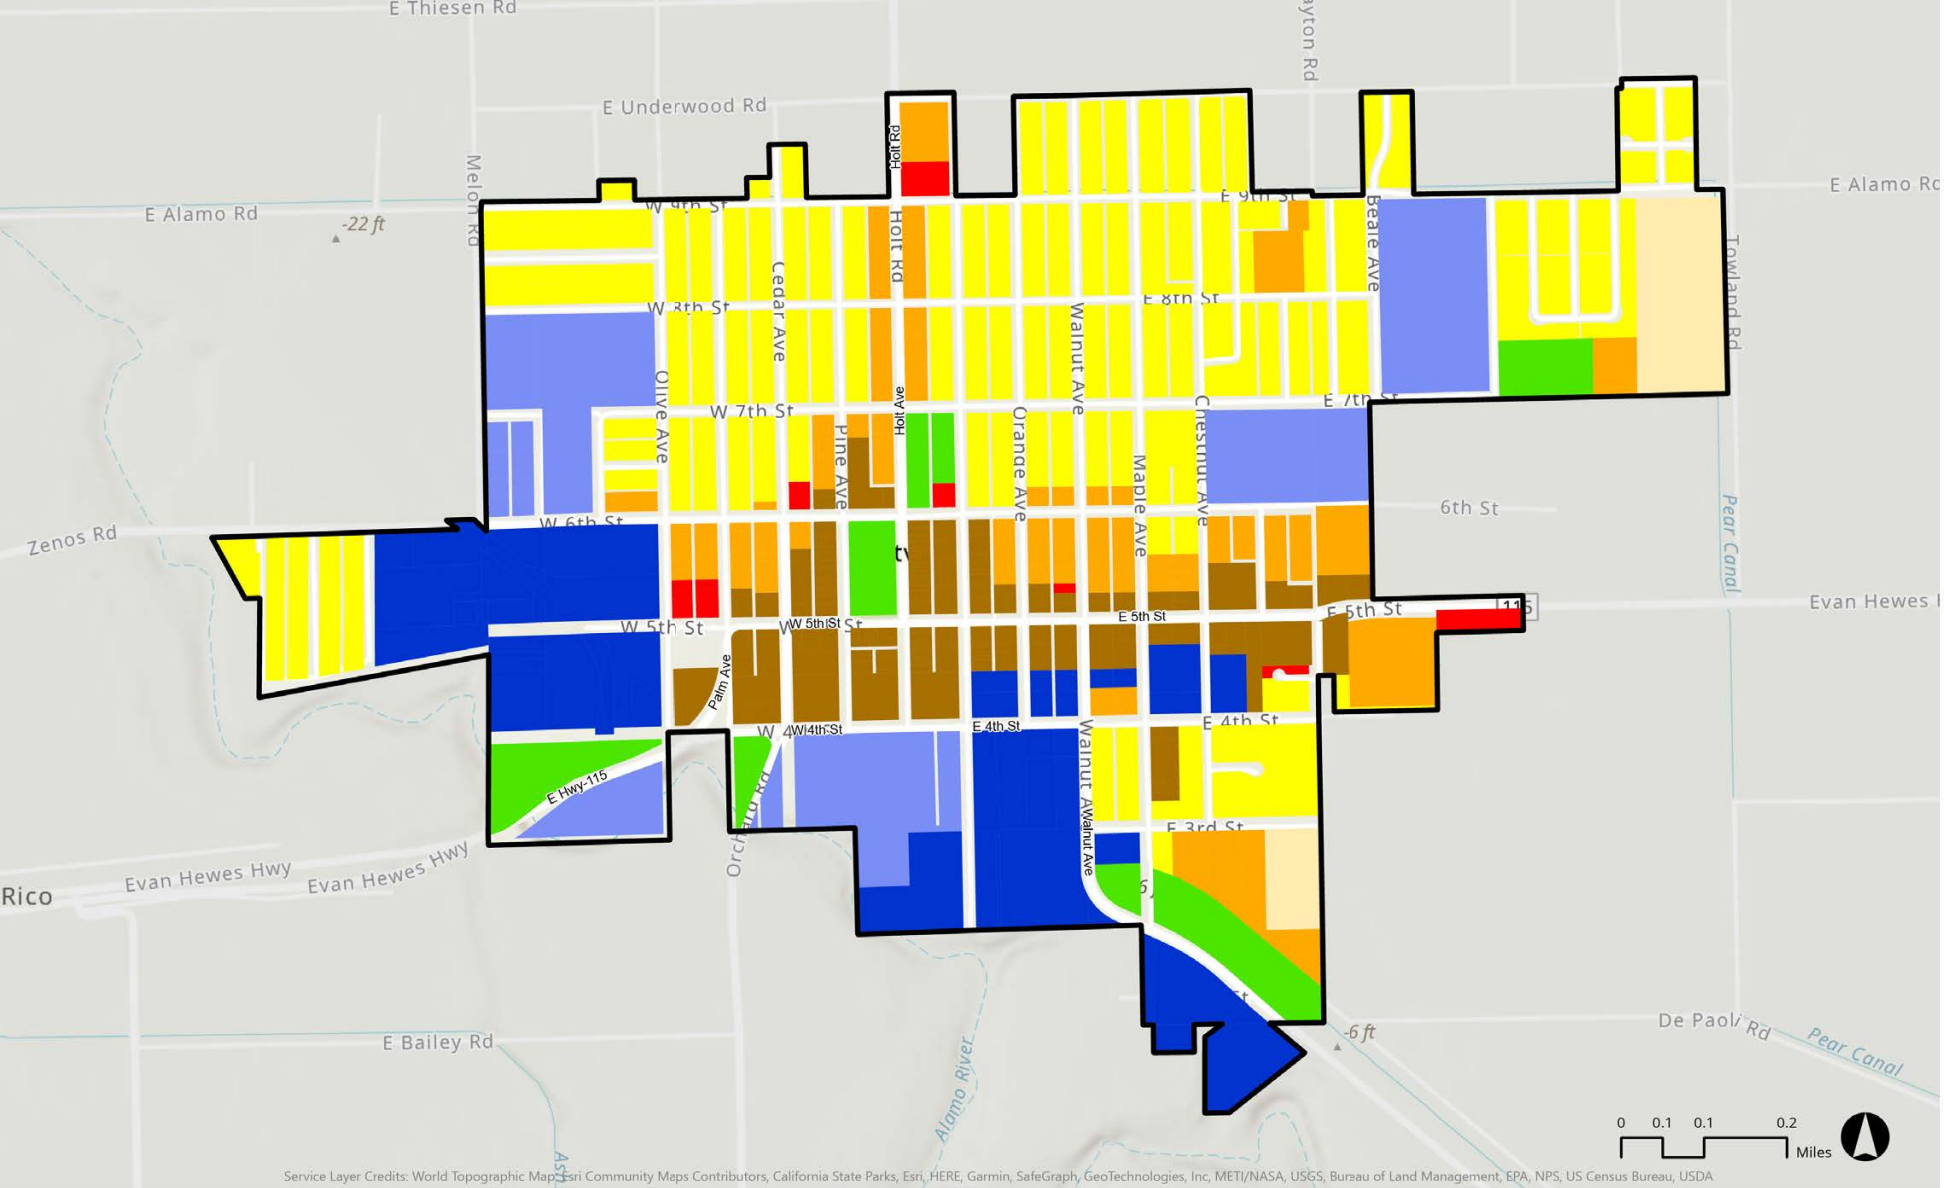 E Thiesen Rd
E Underwood Rd
Melon Rd
Holt Rd
E Alamo Rd
-22 ft
W 9th St
E 9th St
E Alamo Rd
Holt Rd
Beale Ave
Towland Rd
Cedar Ave
W 8th St
E 8th St
Walnut Ave
Olive Ave
W 7th St
Holt Ave
E 7th St
Pine Ave
Orange Ave
Chestnut Ave
Maple Ave
6th St
Pear Canal
Zenos Rd
W 6th St
W 5th St
W 5th St
E 5th St
E 5th St
115
Evan Hewes
Palm Ave
W 4th St
E 4th St
E 4th St
Walnut Ave
E Hwy-115
Orchard Rd
E 3rd St
Walnut Ave
Rico
Evan Hewes Hwy
Evan Hewes Hwy
E Bailey Rd
Alamo River
-6 ft
De Paoli Rd
Pear Canal
0 0.1 0.1 0.2
Miles
Service Layer Credits: World Topographic Map: Esri Community Maps Contributors, California State Parks, Esri, HERE, Garmin, SafeGraph, GeoTechnologies, Inc, METI/NASA, USGS, Bureau of Land Management, EPA, NPS, US Census Bureau, USDA